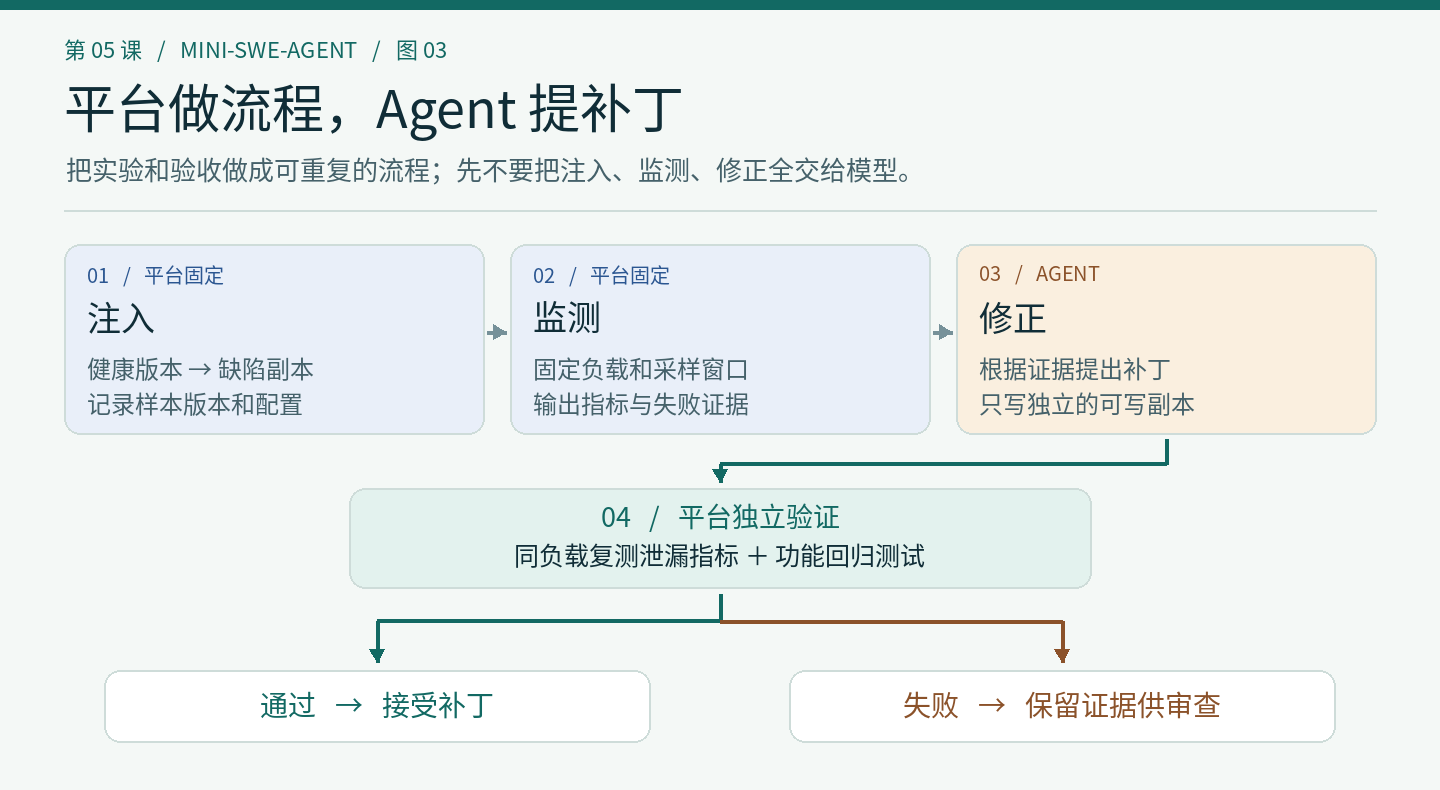 第 05 课 / MINI-SWE-AGENT / 图 03
平台做流程，Agent 提补丁
把实验和验收做成可重复的流程；先不要把注入、监测、修正全交给模型。
01 / 平台固定
注入
健康版本 → 缺陷副本
记录样本版本和配置
02 / 平台固定
监测
固定负载和采样窗口
输出指标与失败证据
03 / AGENT
修正
根据证据提出补丁
只写独立的可写副本
04 / 平台独立验证
同负载复测泄漏指标 ＋ 功能回归测试
通过 → 接受补丁
失败 → 保留证据供审查